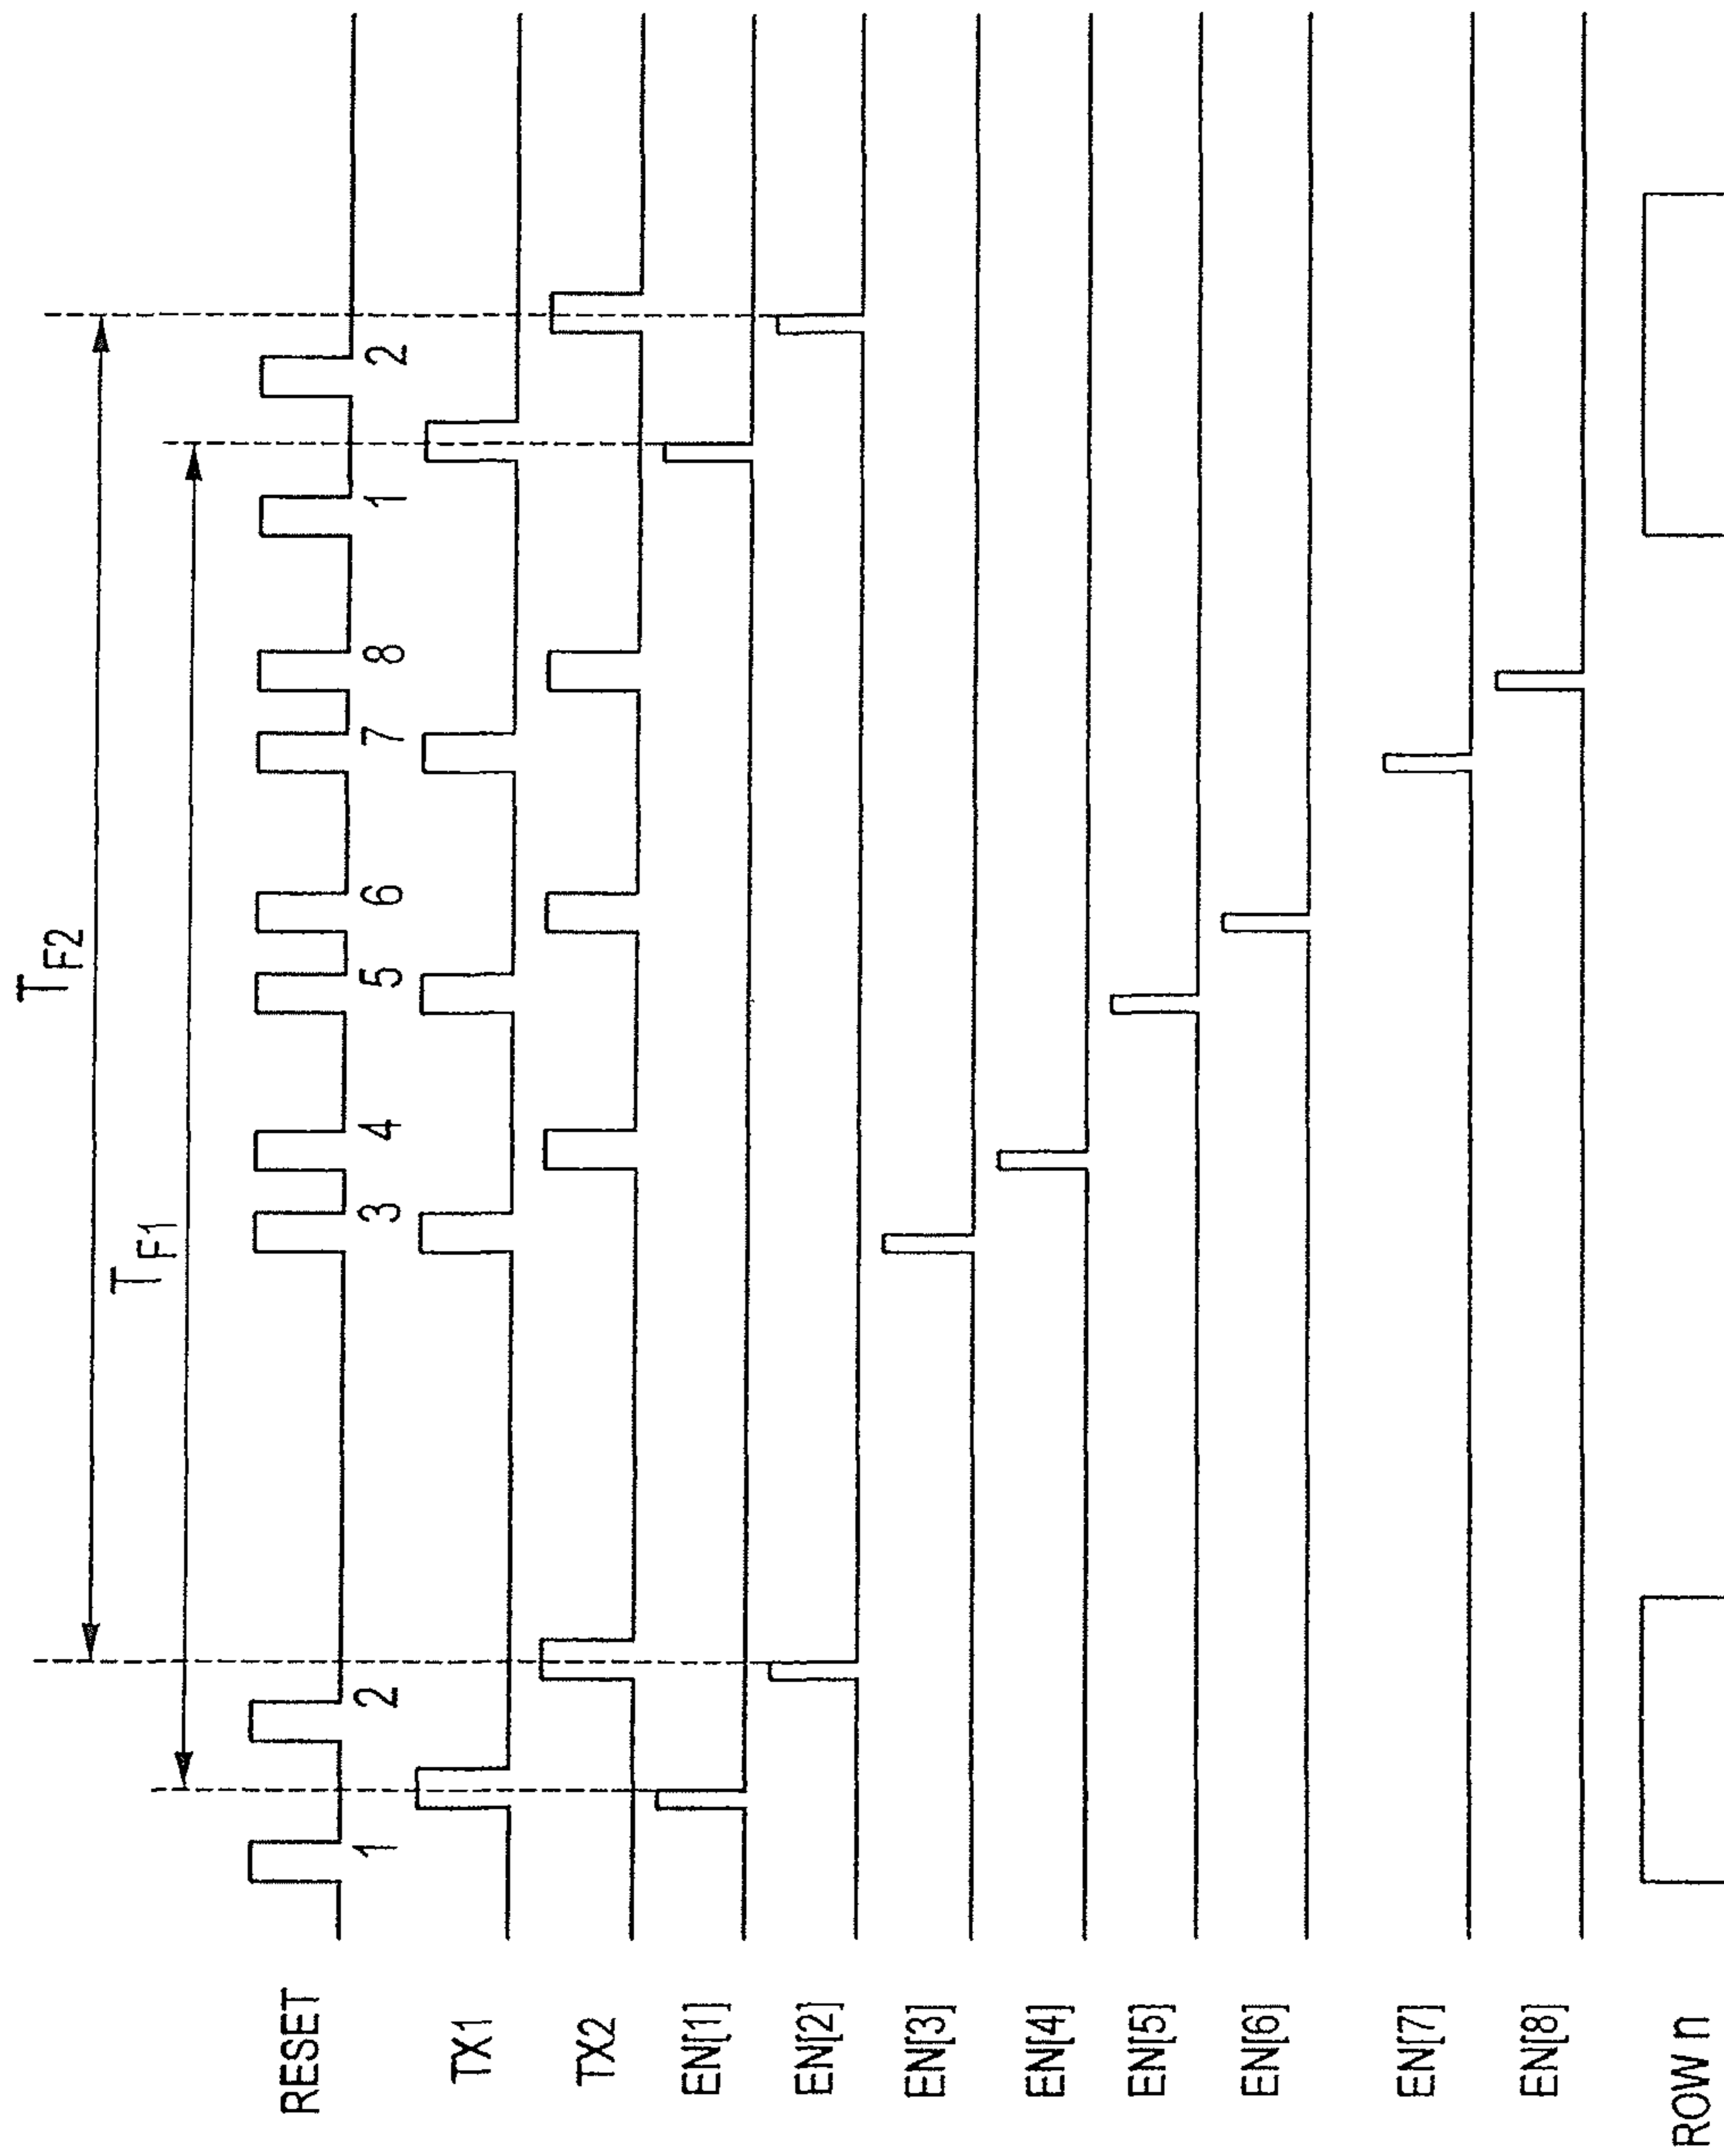 T F2
T F1
RESET
1 2 3 4 5 6 7 8 1 2
TX1
TX2
EN[1]
EN[2]
EN[3]
EN[4]
EN[5]
EN[6]
EN[7]
EN[8]
ROW n